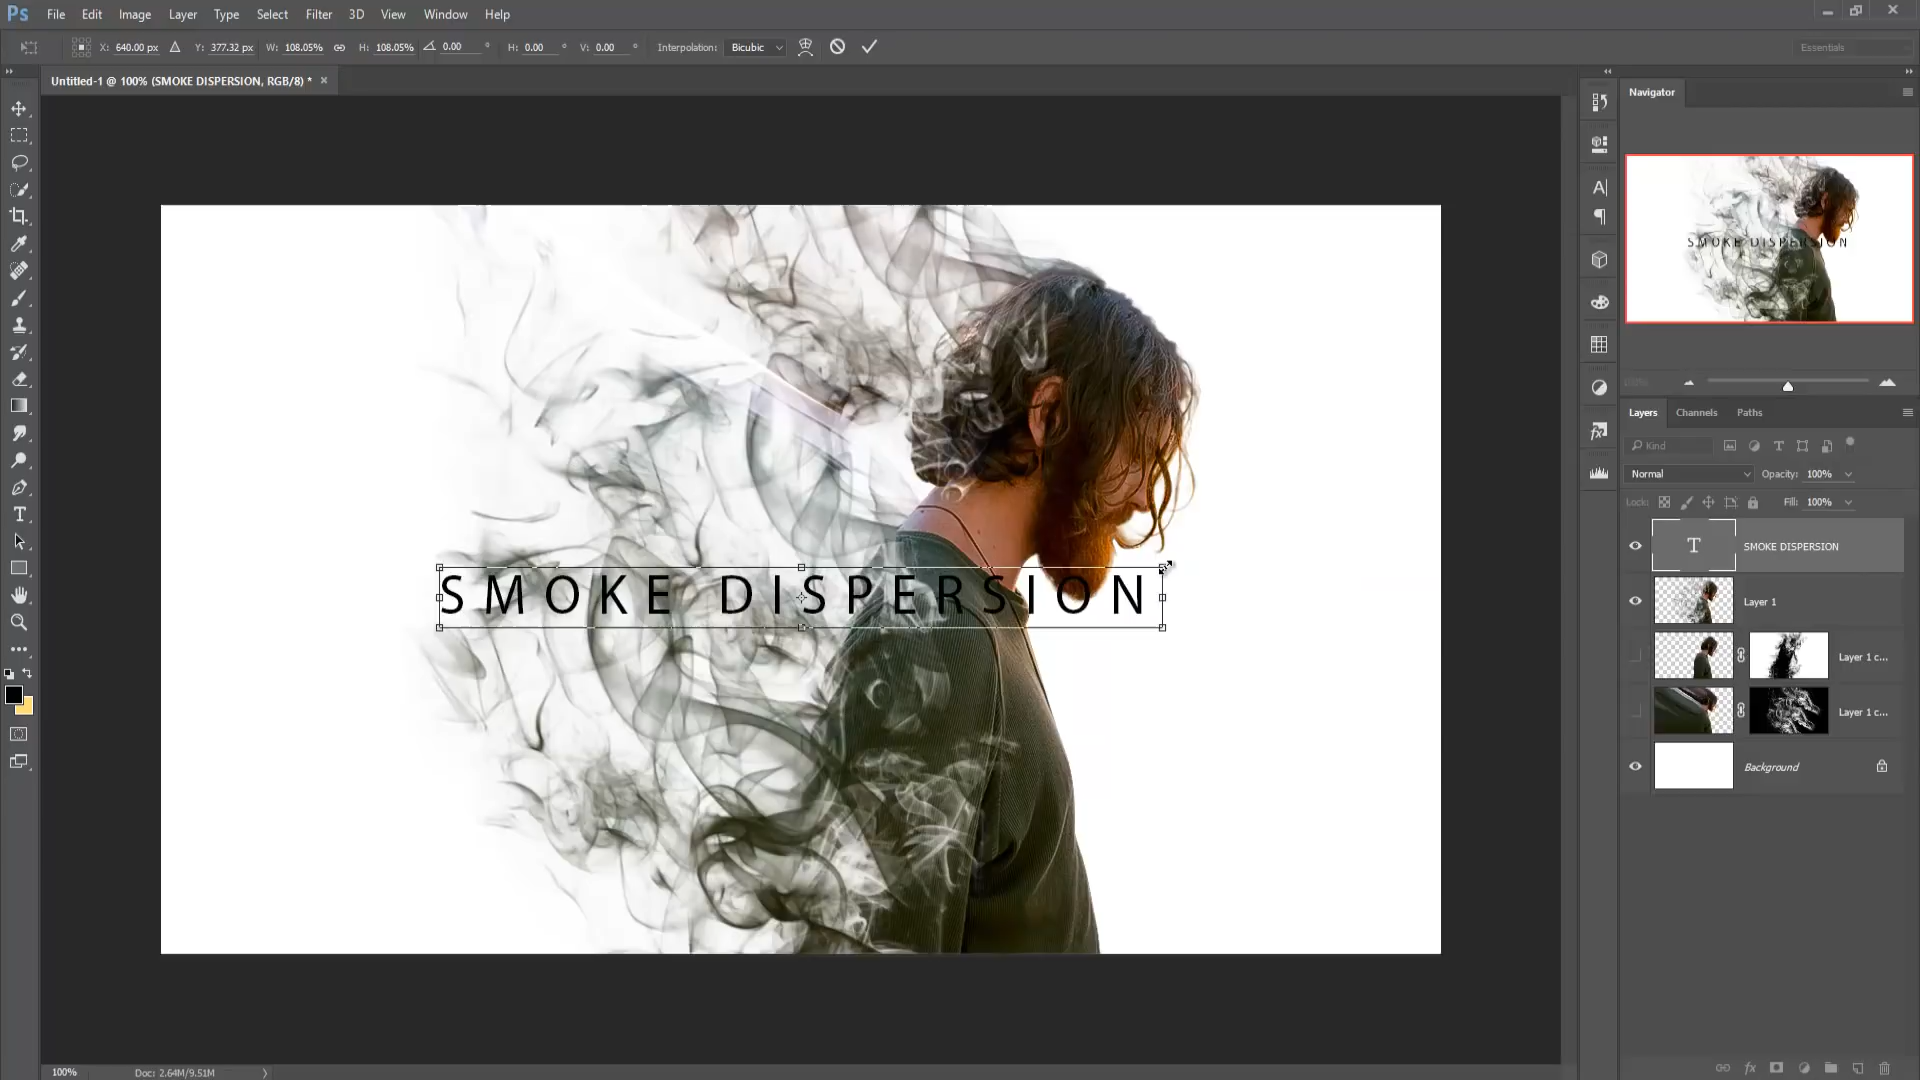 Ps File Edit Image Layer Type Select Filter 3D View Window Help
X: 640.00 px Y: 377.32 px W: 108.05% H: 108.05% 0.00 ° H: 0.00 ° V: 0.00 ° Interpolation: Bicubic Essentials
Untitled-1 @ 100% (SMOKE DISPERSION, RGB/8) * ×
Navigator
SMOKE DISPERSION
100%
Layers Channels Paths
Kind
Normal Opacity: 100%
Lock: Fill: 100%
T SMOKE DISPERSION
SMOKE DISPERSION
Layer 1
Layer 1 c...
Layer 1 c...
Background
100% Doc: 2.64M/9.51M